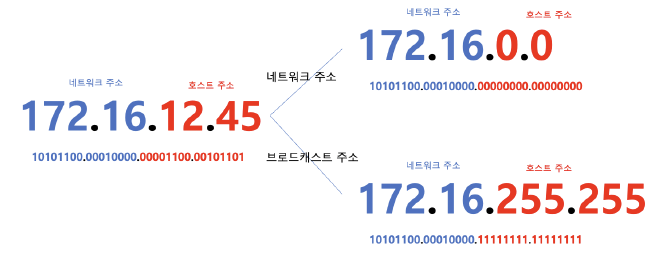 네트워크 주소 호스트 주소
172.16.12.45
10101100.00010000.00001100.00101101
네트워크 주소
네트워크 주소 호스트 주소
172.16.0.0
10101100.00010000.00000000.00000000
브로드캐스트 주소
네트워크 주소 호스트 주소
172.16.255.255
10101100.00010000.11111111.11111111